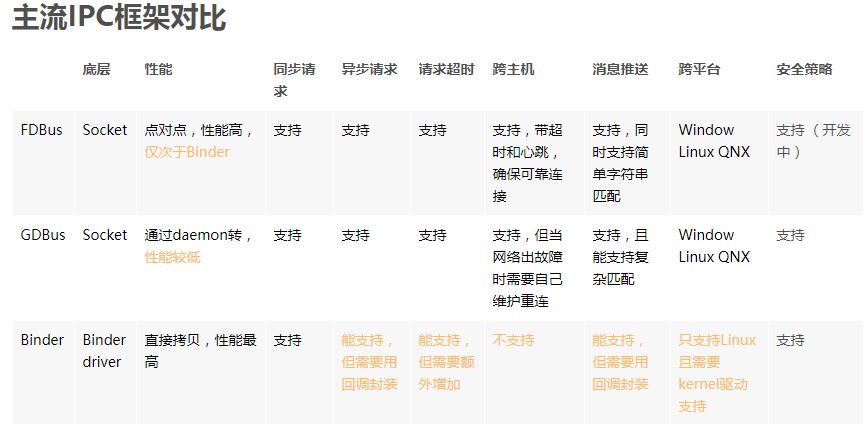 主流IPC框架对比
底层
性能
同步请
求
异步请求
请求超时
跨主机
消息推送
跨平台
安全策略
FDBus
Socket
点对点，性能高，
仅次于Binder
支持
支持
支持
支持，带超
时和心跳，
确保可靠连
接
支持，同
时支持简
单字符串
匹配
Window
Linux QNX
支持（开发
中）
GDBus
Socket
通过daemon转，
性能较低
支持
支持
支持
支持，但当
网络出故障
时需要自己
维护重连
支持，且
能支持复
杂匹配
Window
Linux QNX
支持
Binder
Binder
driver
直接拷贝，性能最
高
支持
能支持，
但需要用
回调封装
能支持，
但需要额
外增加
不支持
能支持，
但需要用
回调封装
只支持Linux
且需要
kernel驱动
支持
支持